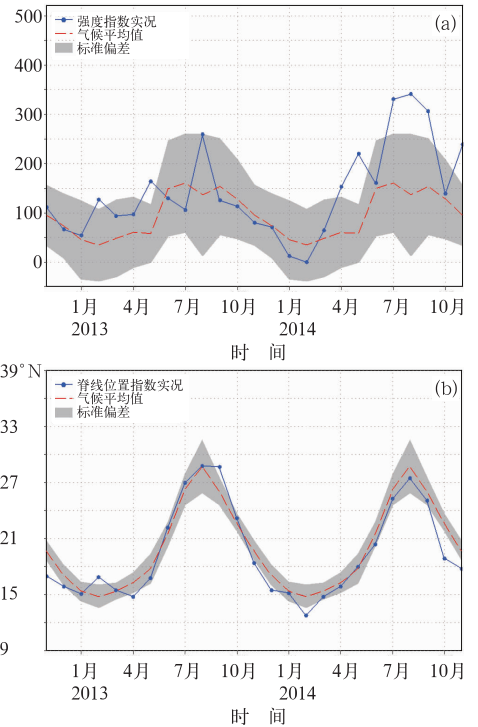 (a)
强度指数实况
气候平均值
标准偏差
500
400
300
200
100
0
1月 4月 7月 10月 1月 4月 7月 10月
2013 2014
时 间
39°N
(b)
脊线位置指数实况
气候平均值
标准偏差
33
27
21
15
9
1月 4月 7月 10月 1月 4月 7月 10月
2013 2014
时 间